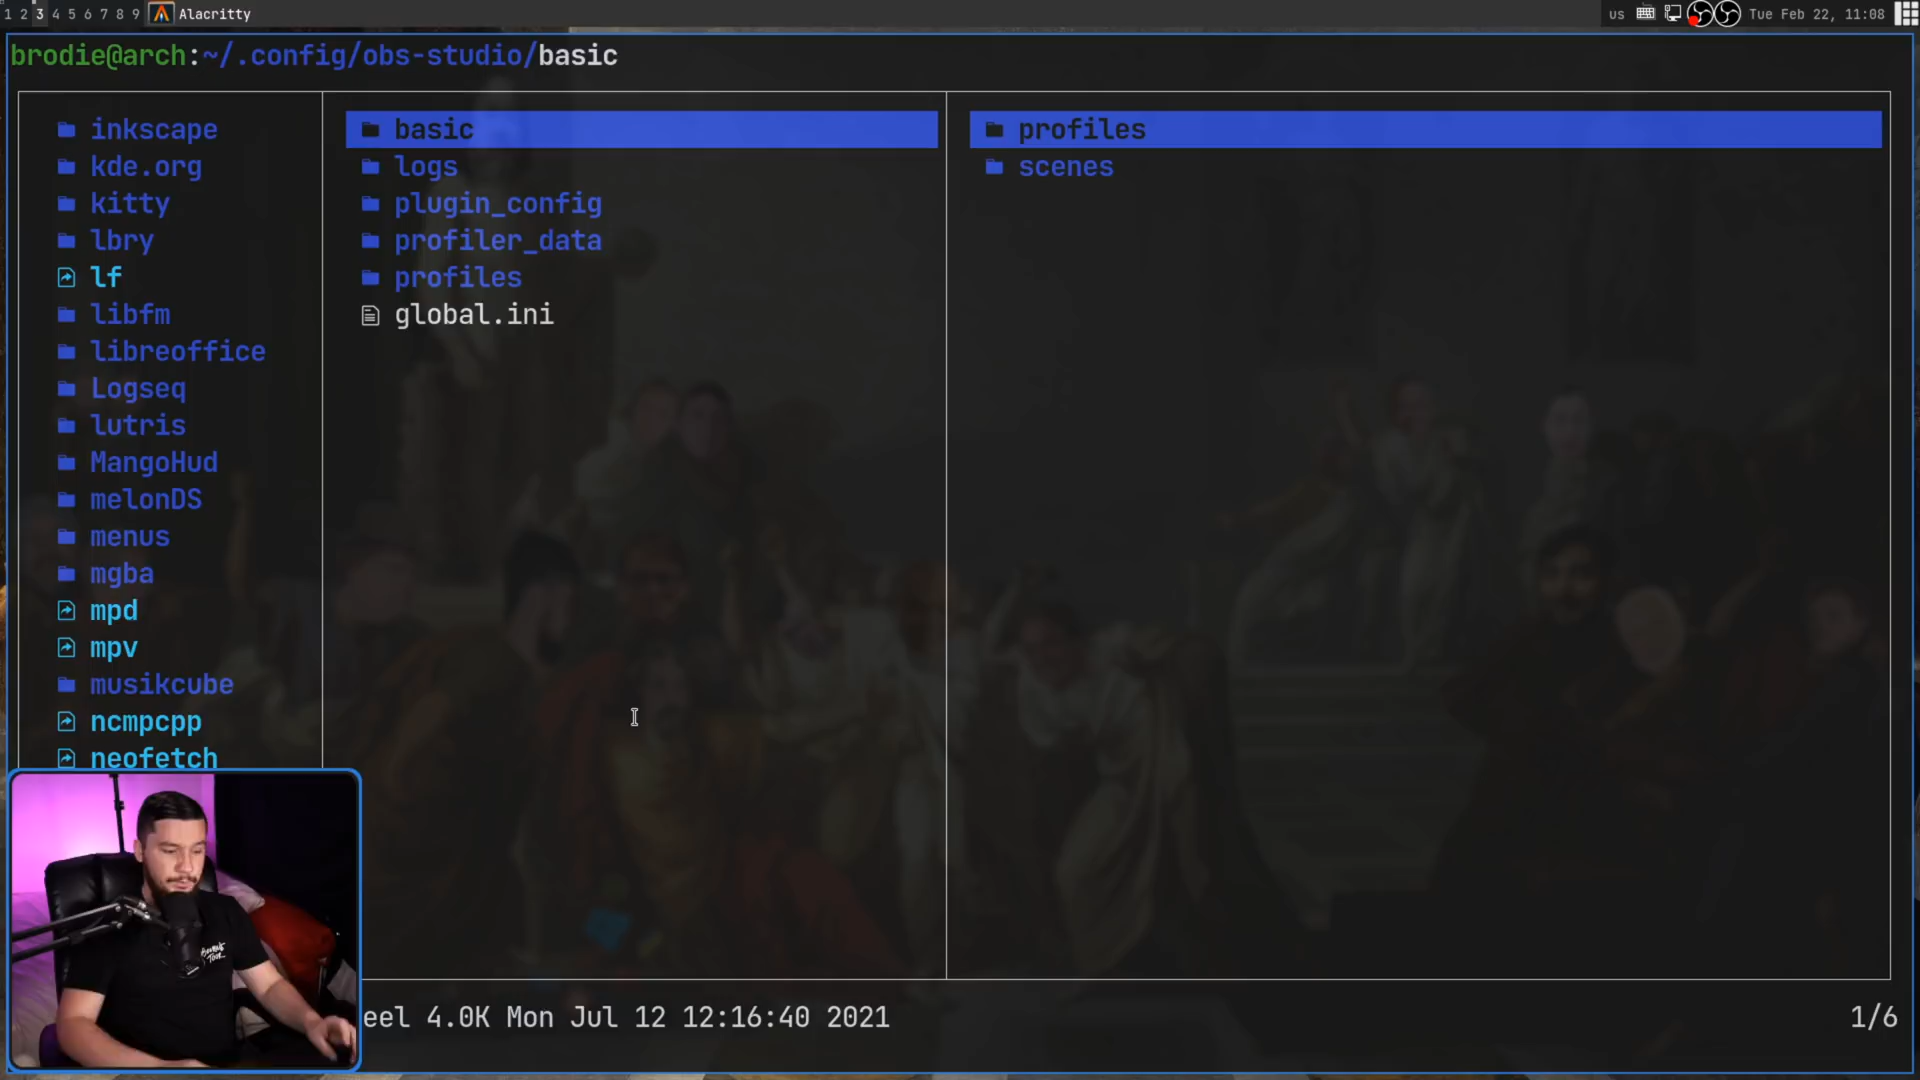 1 2 3 4 5 6 7 8 9 Alacritty us Tue Feb 22, 11:08
brodie@arch:~/.config/obs-studio/basic
inkscape
kde.org
kitty
lbry
lf
libfm
libreoffice
Logseq
lutris
MangoHud
melonDS
menus
mgba
mpd
mpv
musikcube
ncmpcpp
neofetch
basic
logs
plugin_config
profiler_data
profiles
global.ini
profiles
scenes
eel 4.0K Mon Jul 12 12:16:40 2021 1/6